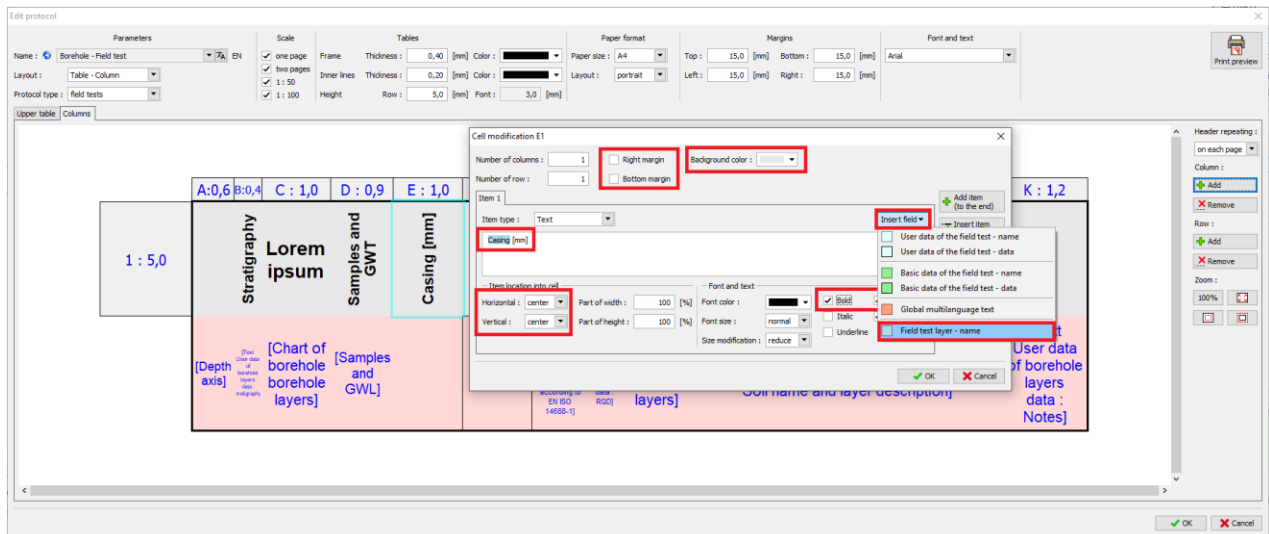 Edit protocol
Parameters
Scale
Tables
Paper format
Margins
Font and text
Name : Borehole - Field test EN
one page
Frame Thickness : 0,40 [mm] Color :
Paper size : A4
Top : 15,0 [mm] Bottom : 15,0 [mm]
Arial
Print preview
Layout : Table - Column
two pages
Inner lines Thickness : 0,20 [mm] Color :
Layout : portrait
Left : 15,0 [mm] Right : 15,0 [mm]
1 : 50
Protocol type : field tests
1 : 100
Height Row : 5,0 [mm] Font : 3,0 [mm]
Upper table Columns
Cell modification E1
Number of columns : 1
Right margin
Background color :
Number of row : 1
Bottom margin
Item 1
Add item
(to the end)
Item type : Text
Insert field
Insert item
Casing [mm]
User data of the field test - name
User data of the field test - data
Basic data of the field test - name
Basic data of the field test - data
Global multilanguage text
Field test layer - name
Item location into cell
Horizontal : center Part of width : 100 [%]
Vertical : center Part of height : 100 [%]
Font and text
Font color :
Bold
Font size : normal
Italic
Underline
Size modification : reduce
OK Cancel
Header repeating :
on each page
Column :
Add
Remove
Row :
Add
Remove
Zoom :
100%
A:0,6 B:0,4 C : 1,0 D : 0,9 E : 1,0 K : 1,2
1 : 5,0
Stratigraphy
Lorem
ipsum
Samples and
GWT
Casing [mm]
[Depth
axis]
[Text
User data
of
borehole
layers
data :
[Chart of
borehole
borehole
layers]
[Samples
and
GWL]
according to
EN ISO
14688-1]
data :
RQD]
layers]
Soil name and layer description]
User data
of borehole
layers
data :
Notes]
OK Cancel